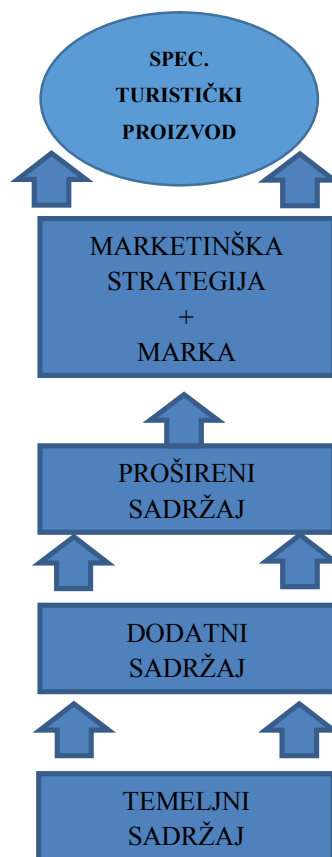 SPEC.
TURISTIČKI
PROIZVOD
MARKETINŠKA
STRATEGIJA
+
MARKA
PROŠIRENI
SADRŽAJ
DODATNI
SADRŽAJ
TEMELJNI
SADRŽAJ